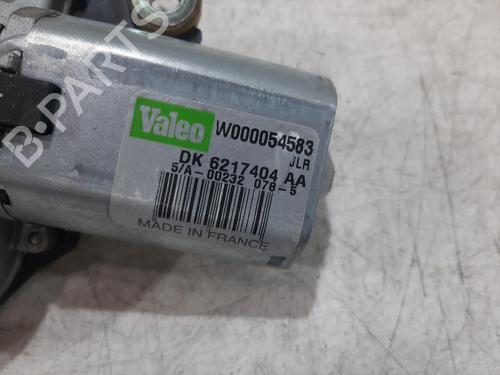 B-PARTS
Valeo W000054583
JLR
DK 6217404 AA
5/A-00232 078-5
MADE IN FRANCE